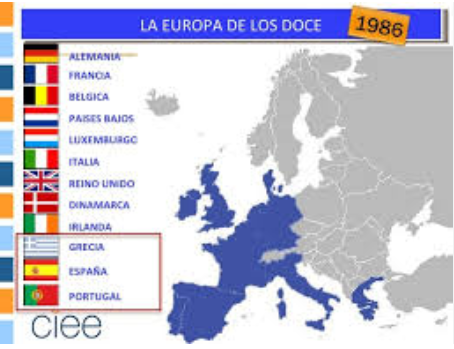 LA EUROPA DE LOS DOCE
1986
ALEMANIA
FRANCIA
BELGICA
PAISES BAJOS
LUXEMBURGO
ITALIA
REINO UNIDO
DINAMARCA
IRLANDA
GRECIA
ESPAÑA
PORTUGAL
ciee